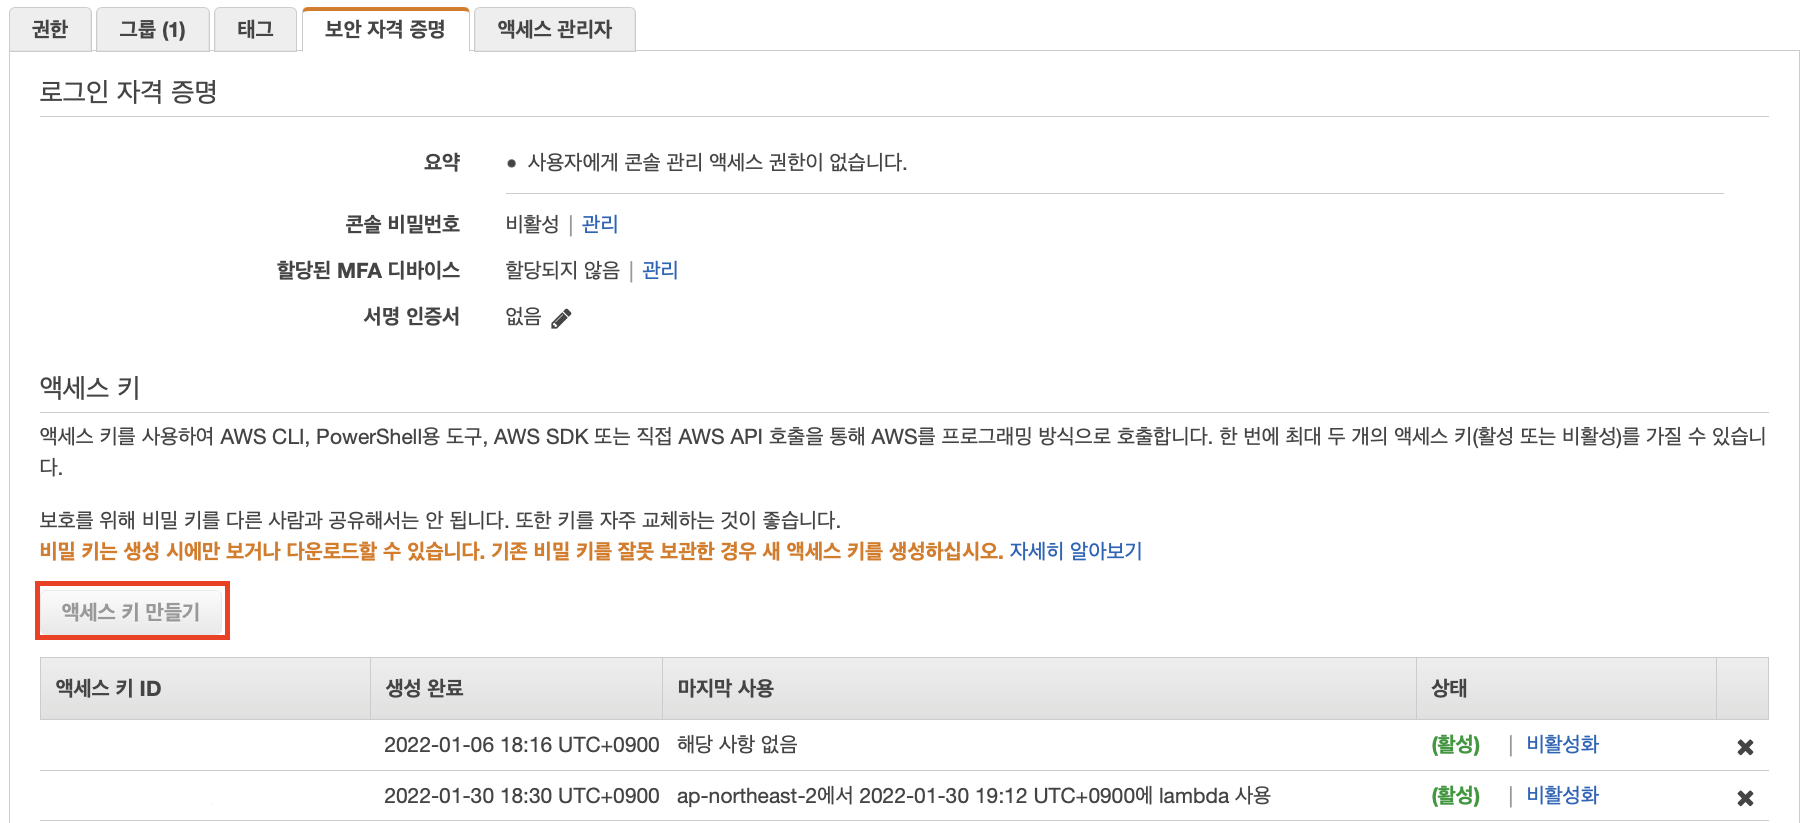 권한 그룹 (1) 태그 보안 자격 증명 액세스 관리자
로그인 자격 증명
요약 • 사용자에게 콘솔 관리 액세스 권한이 없습니다.
콘솔 비밀번호 비활성 | 관리
할당된 MFA 디바이스 할당되지 않음 | 관리
서명 인증서 없음
액세스 키
액세스 키를 사용하여 AWS CLI, PowerShell용 도구, AWS SDK 또는 직접 AWS API 호출을 통해 AWS를 프로그래밍 방식으로 호출합니다. 한 번에 최대 두 개의 액세스 키(활성 또는 비활성)를 가질 수 있습니
다.
보호를 위해 비밀 키를 다른 사람과 공유해서는 안 됩니다. 또한 키를 자주 교체하는 것이 좋습니다.
비밀 키는 생성 시에만 보거나 다운로드할 수 있습니다. 기존 비밀 키를 잘못 보관한 경우 새 액세스 키를 생성하십시오. 자세히 알아보기
액세스 키 만들기
액세스 키 ID 생성 완료 마지막 사용 상태
2022-01-06 18:16 UTC+0900 해당 사항 없음 (활성) | 비활성화
2022-01-30 18:30 UTC+0900 ap-northeast-2에서 2022-01-30 19:12 UTC+0900에 lambda 사용 (활성) | 비활성화